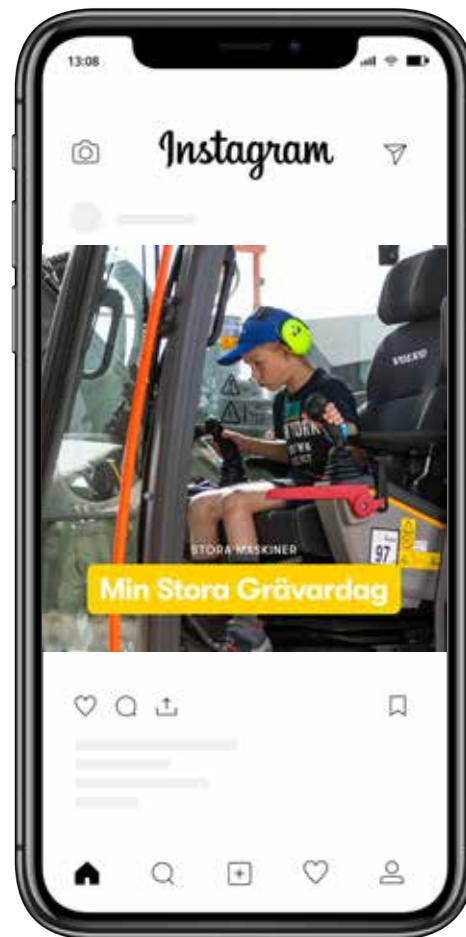 13:08
Instagram
VOLVO
STORA MASKINER
Min Stora Grävardag
97